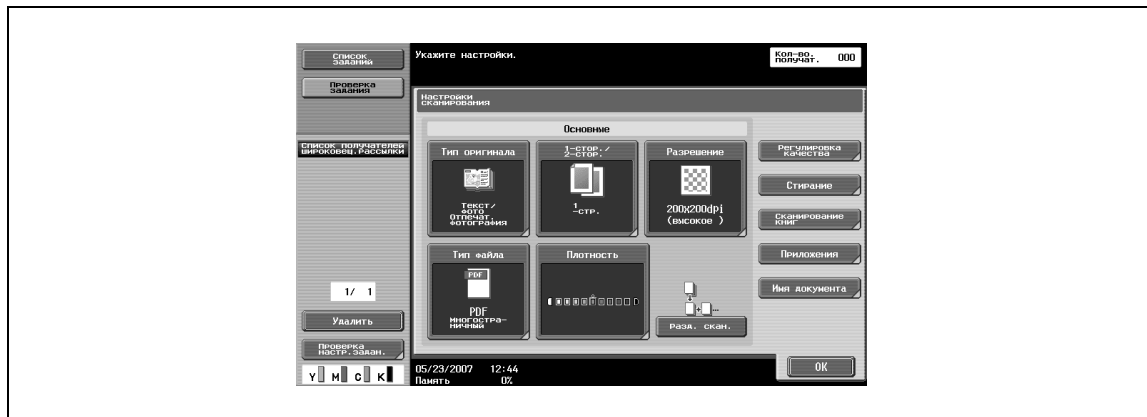 Список
заданий
Проверка
задания
Список получателей
широковещ.рассылки
1/ 1
Удалить
Проверка
настр.задан.
Y M C K
Укажите настройки.
Кол-во.
получат. 000
Настройки
сканирования
Основные
Тип оригинала
Текст/
фото
Отпечат.
фотография
1-стор./
2-стор.
1
-стр.
Разрешение
200x200dpi
(высокое )
Тип файла
PDF
PDF
Многостра-
ничный
Плотность
Разд. скан.
Регулировка
качества
Стирание
Сканирование
книг
Приложения
Имя документа
05/23/2007 12:44
Память 0%
OK